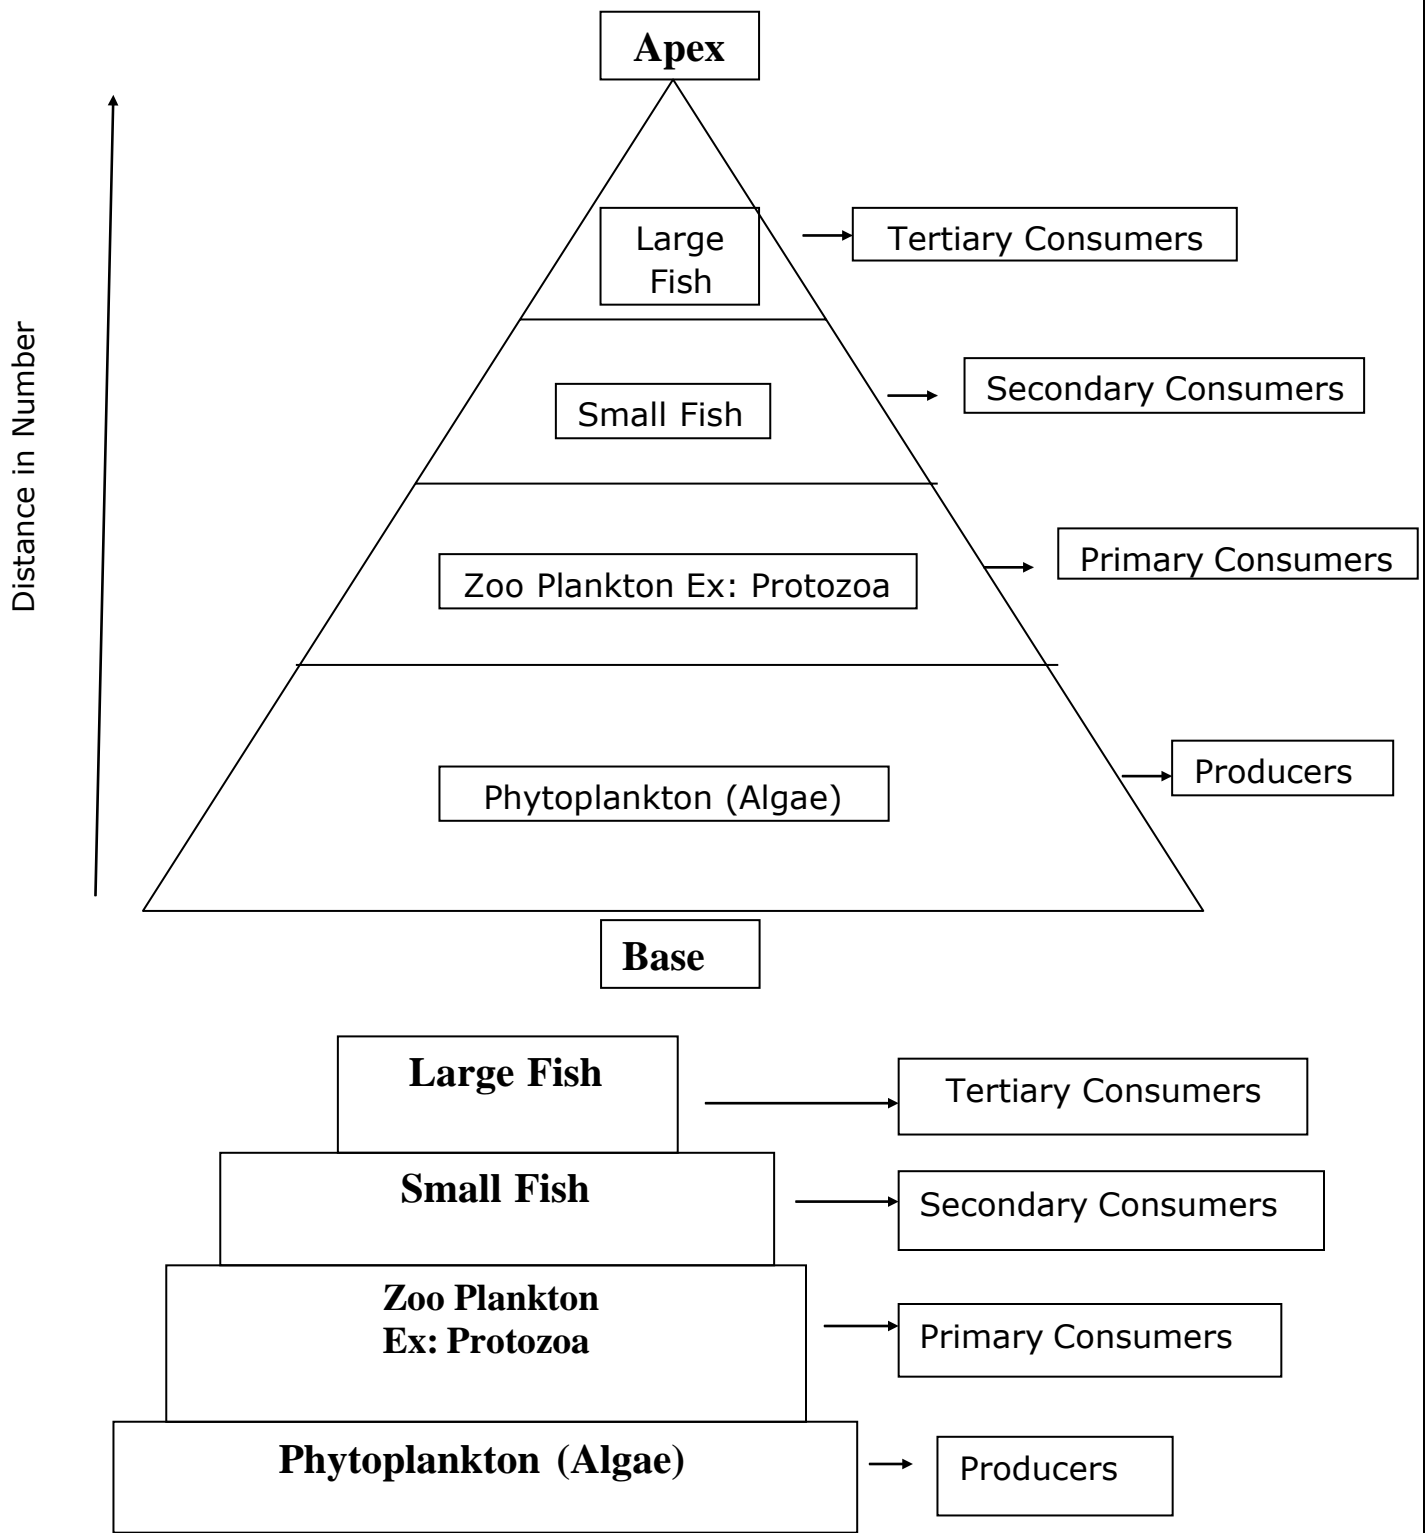 Apex
Large
Fish
Tertiary Consumers
Secondary Consumers
Small Fish
Distance in Number
Primary Consumers
Zoo Plankton Ex: Protozoa
Producers
Phytoplankton (Algae)
Base
Large Fish
Tertiary Consumers
Small Fish
Secondary Consumers
Zoo Plankton
Ex: Protozoa
Primary Consumers
Phytoplankton (Algae)
Producers